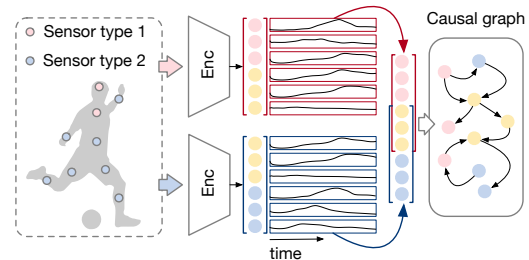 Sensor type 1
Sensor type 2
Enc
Enc
time
Causal graph